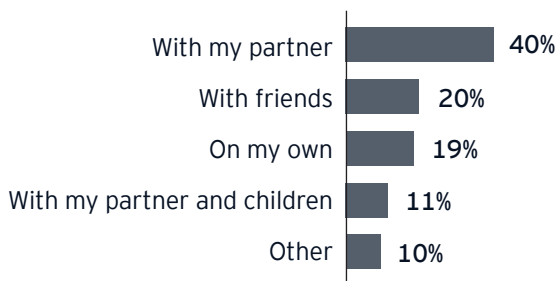 With my partner 40%
With friends 20%
On my own 19%
With my partner and children 11%
Other 10%